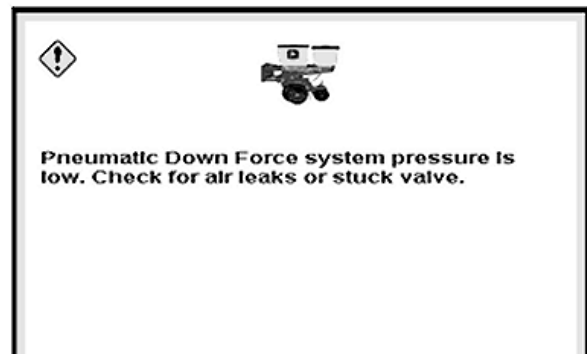 Pneumatic Down Force system pressure is
low. Check for air leaks or stuck valve.